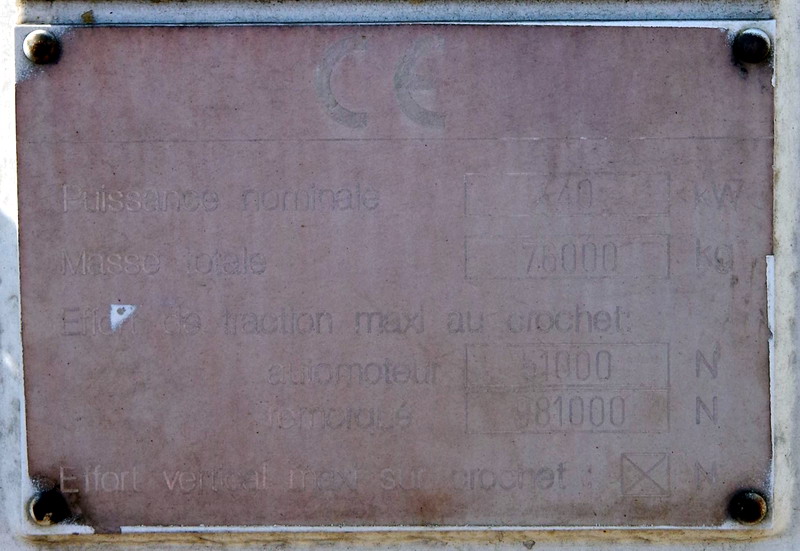 CE
Puissance nominale kW
Masse totale 76000 kg
Effort de traction maxi au crochet:
automoteur N
remorqué 981000 N
Effort vertical maxi sur crochet N